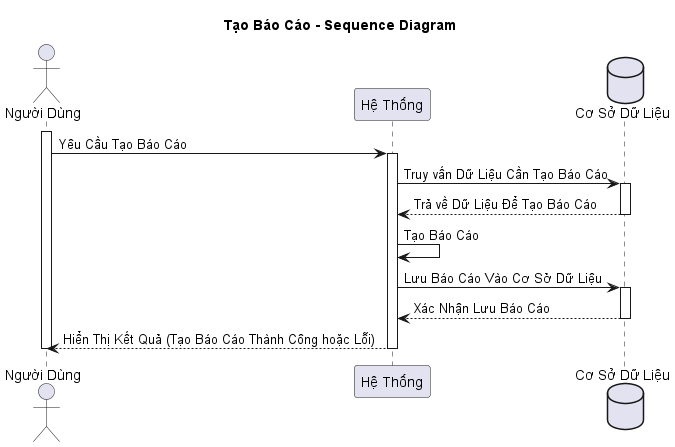 Tạo Báo Cáo - Sequence Diagram
Người Dùng
Hệ Thống
Cơ Sở Dữ Liệu
Yêu Cầu Tạo Báo Cáo
Truy vấn Dữ Liệu Cần Tạo Báo Cáo
Trả về Dữ Liệu Để Tạo Báo Cáo
Tạo Báo Cáo
Lưu Báo Cáo Vào Cơ Sở Dữ Liệu
Xác Nhận Lưu Báo Cáo
Hiển Thị Kết Quả (Tạo Báo Cáo Thành Công hoặc Lỗi)
Người Dùng
Hệ Thống
Cơ Sở Dữ Liệu